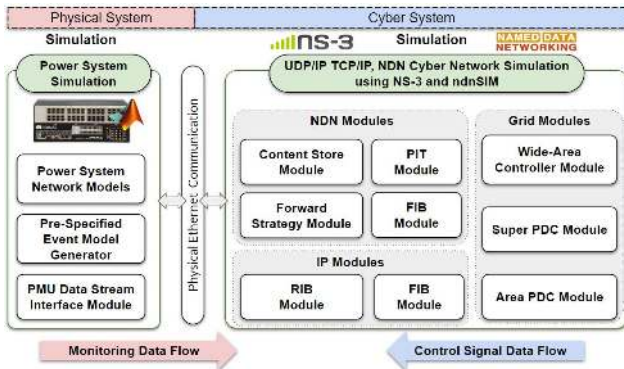 Physical System
Cyber System
Simulation
NS-3
Simulation
NAMED DATA
NETWORKING
Power System
Simulation
Power System
Network Models
Pre-Specified
Event Model
Generator
PMU Data Stream
Interface Module
Physical Ethernet Communication
UDP/IP TCP/IP, NDN Cyber Network Simulation
using NS-3 and ndnSIM
NDN Modules
Content Store
Module
PIT
Module
Forward
Strategy Module
FIB
Module
IP Modules
RIB
Module
FIB
Module
Grid Modules
Wide-Area
Controller Module
Super PDC Module
Area PDC Module
Monitoring Data Flow
Control Signal Data Flow